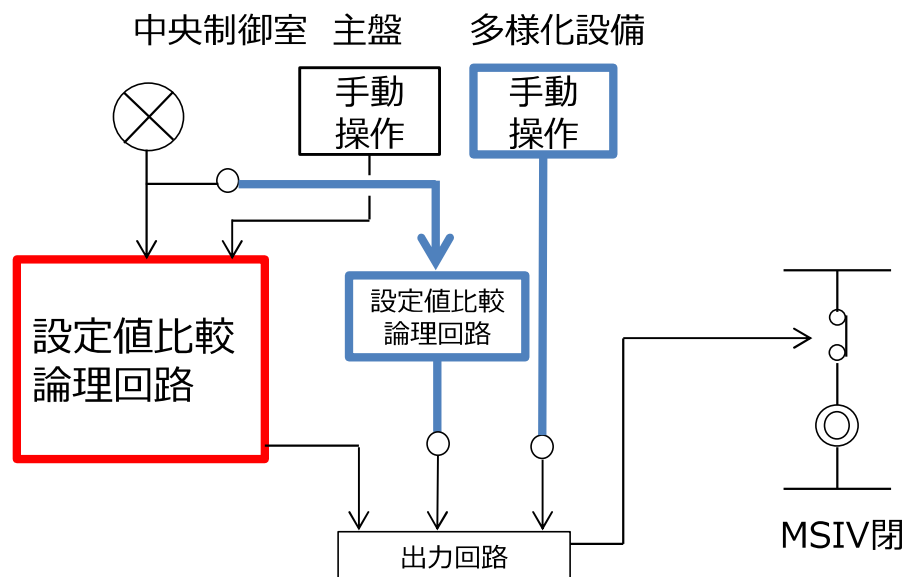 中央制御室 主盤
多様化設備
手動
操作
手動
操作
設定値比較
論理回路
設定値比較
論理回路
出力回路
MSIV閉